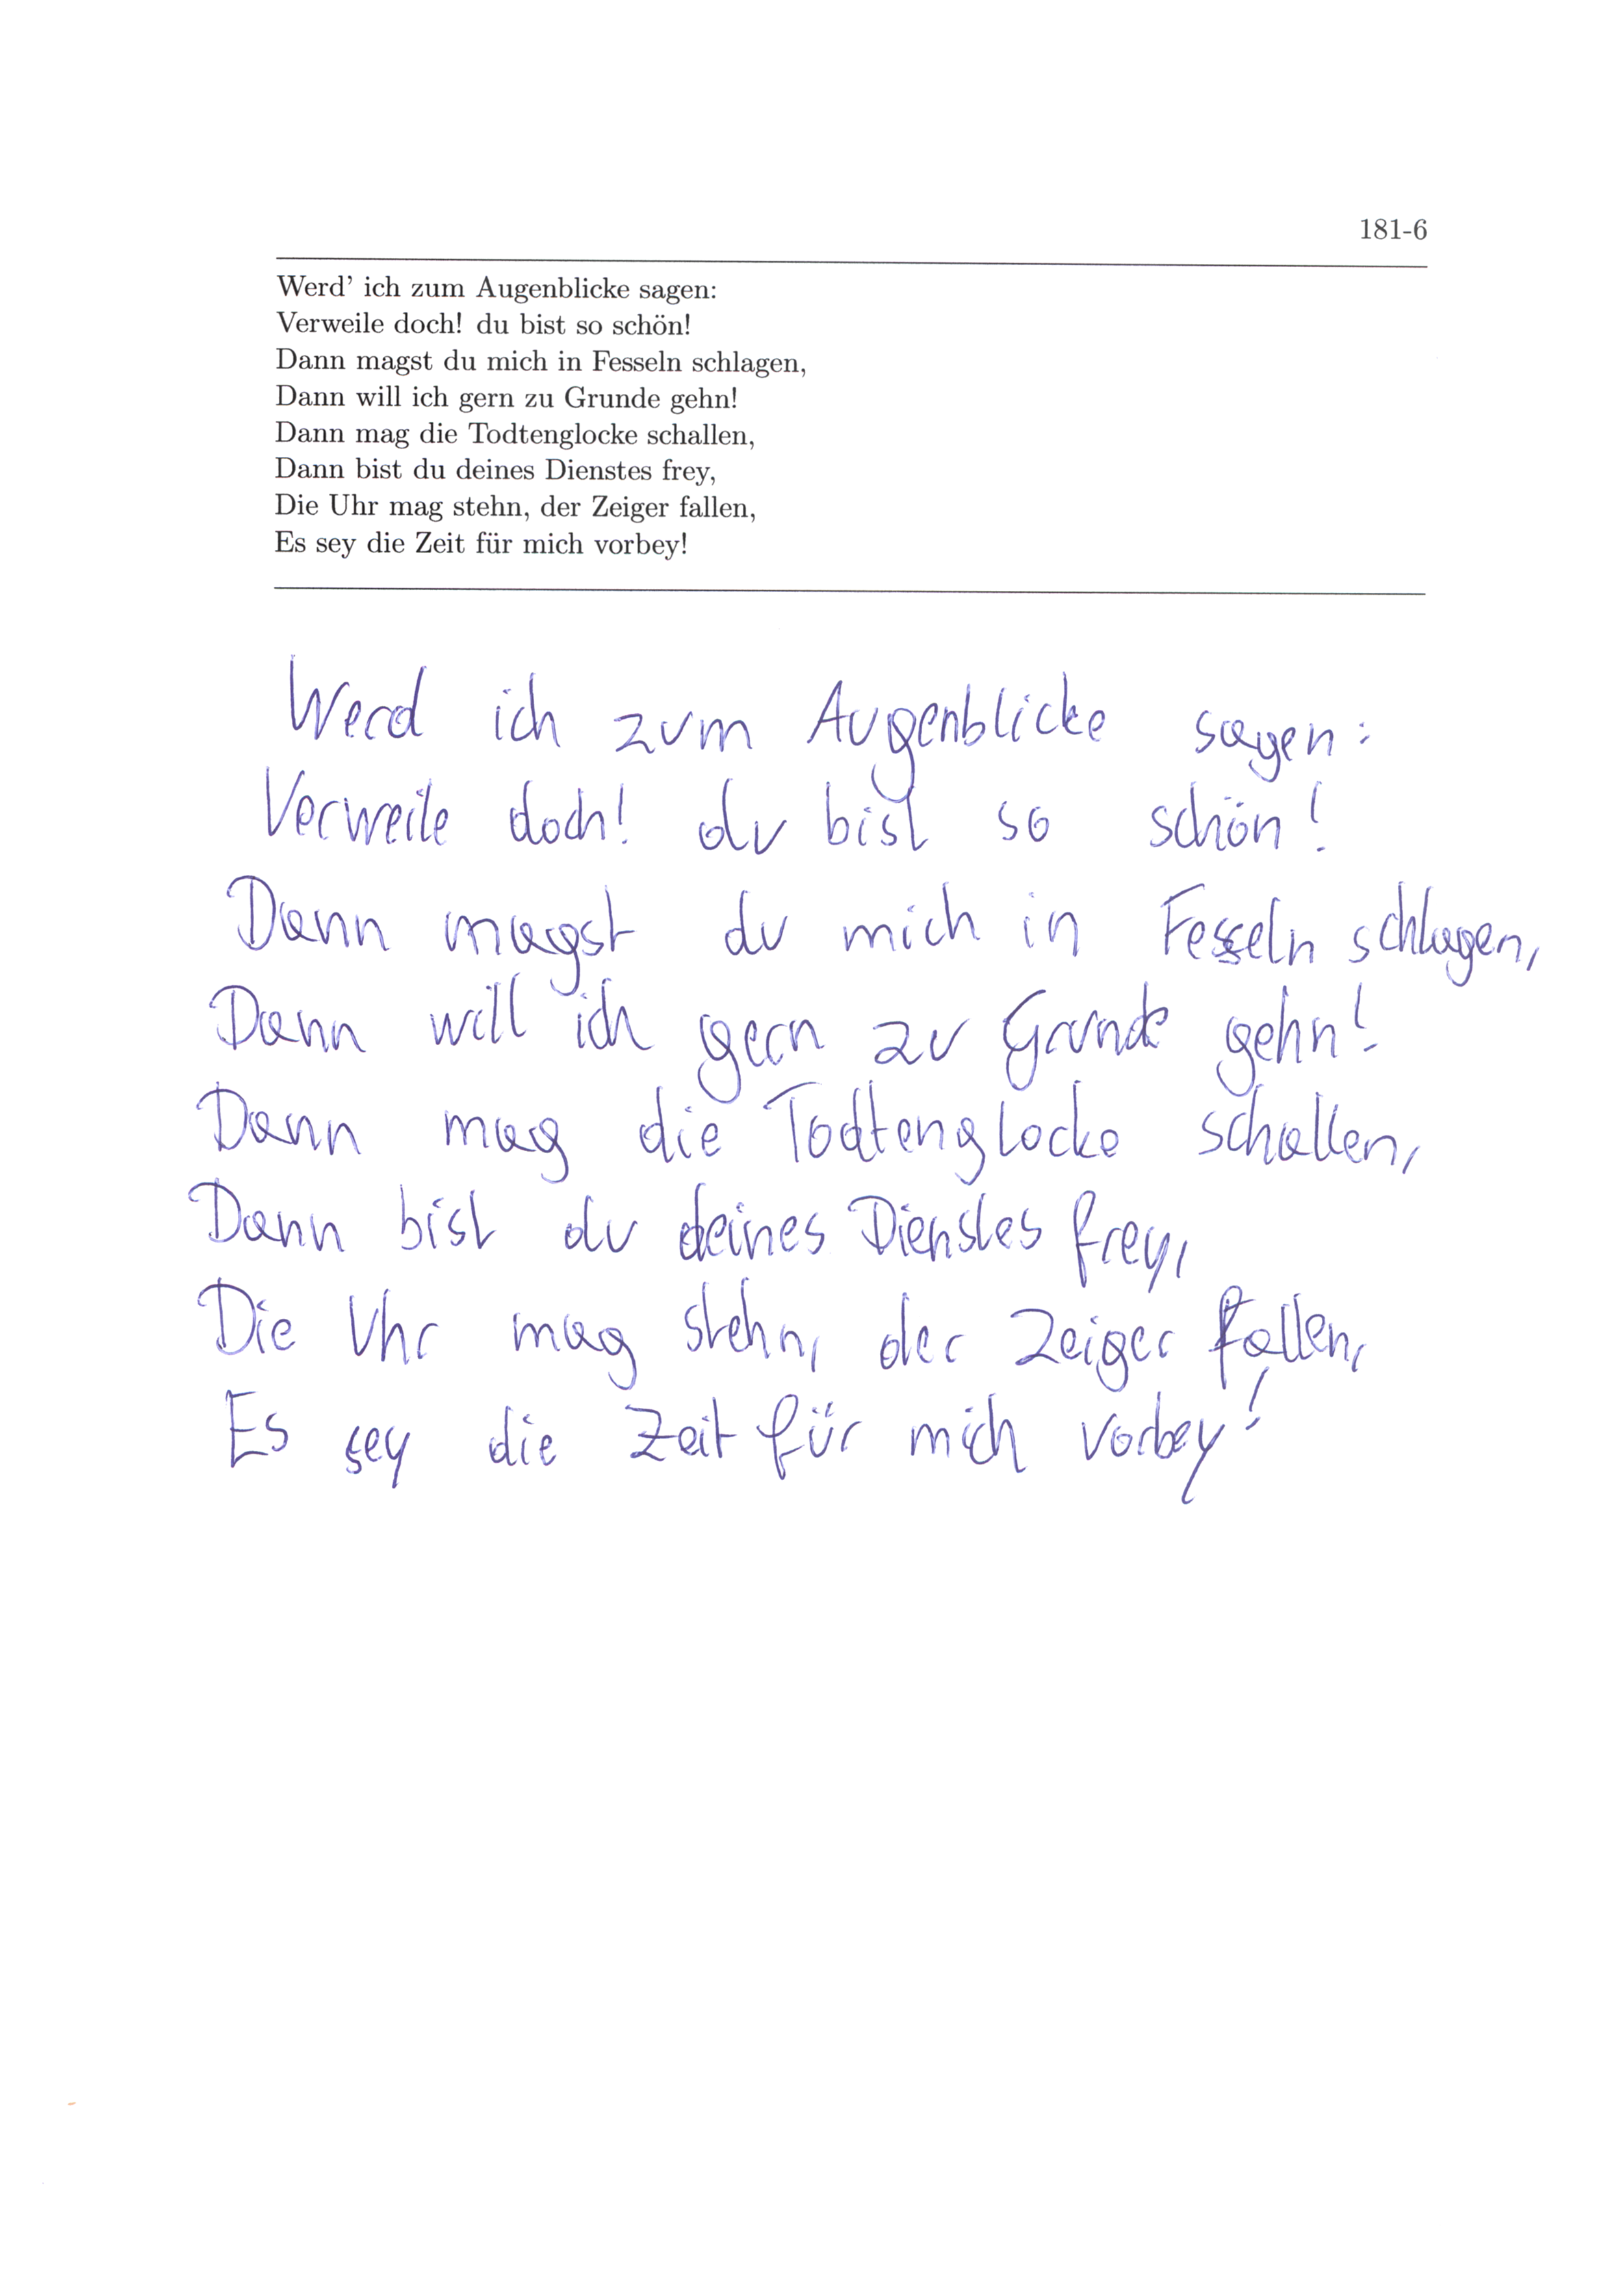 181-6
Werd' ich zum Augenblicke sagen:
Verweile doch! du bist so schön!
Dann magst du mich in Fesseln schlagen,
Dann will ich gern zu Grunde gehn!
Dann mag die Todtenglocke schallen,
Dann bist du deines Dienstes frey,
Die Uhr mag stehn, der Zeiger fallen,
Es sey die Zeit für mich vorbey!
Werd ich zum Augenblicke sagen:
Verweile doch! du bist so schön!
Dann magst du mich in Fesseln schlagen,
Dann will ich gern zu Grunde gehn!
Dann mag die Todtenglocke schallen,
Dann bist du deines Dienstes frey,
Die Uhr mag stehn, der Zeiger fallen,
Es sey die Zeit für mich vorbey!